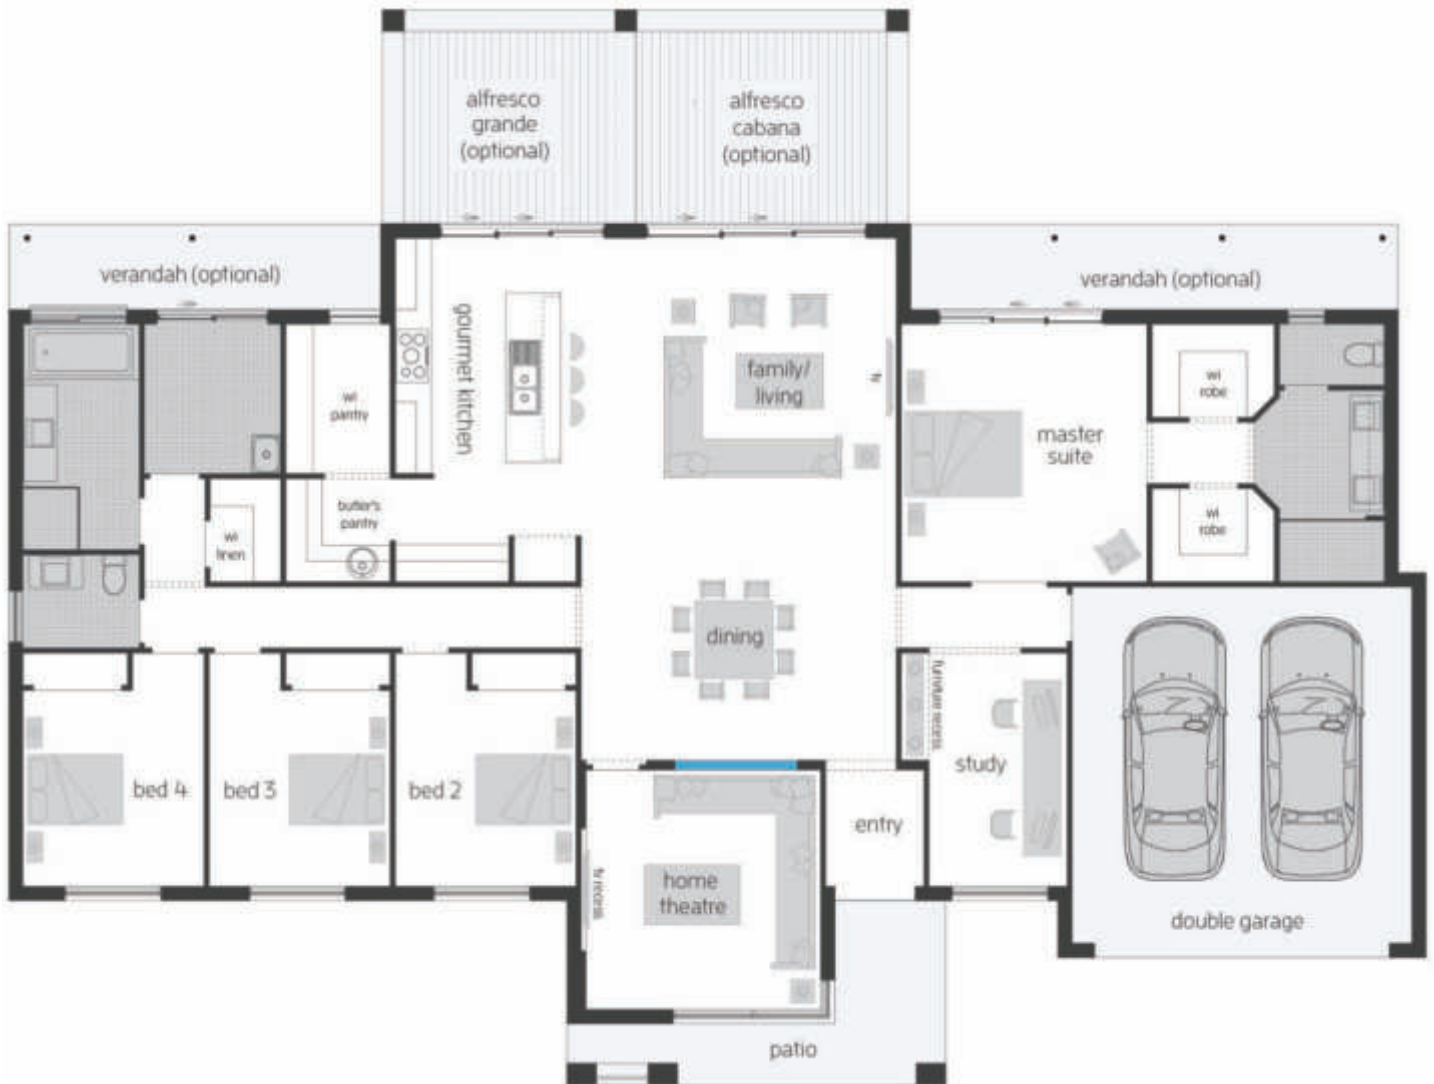 alfresco
grande
(optional)
alfresco
cabana
(optional)
verandah (optional)
verandah (optional)
gourmet kitchen
wi
pantry
family/
living
tv
master
suite
wi
robe
wi
robe
butler's
pantry
wi
linen
dining
furniture recess
study
bed 4
bed 3
bed 2
entry
tv recess
home
theatre
double garage
patio